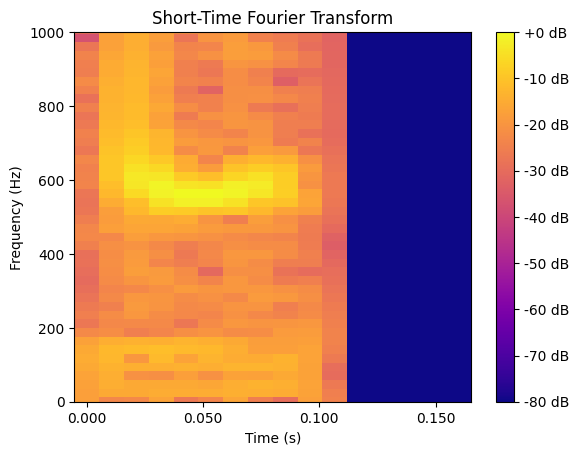 Short-Time Fourier Transform
1000
800
600
400
200
0
Frequency (Hz)
0.000
0.050
0.100
0.150
Time (s)
+0 dB
-10 dB
-20 dB
-30 dB
-40 dB
-50 dB
-60 dB
-70 dB
-80 dB